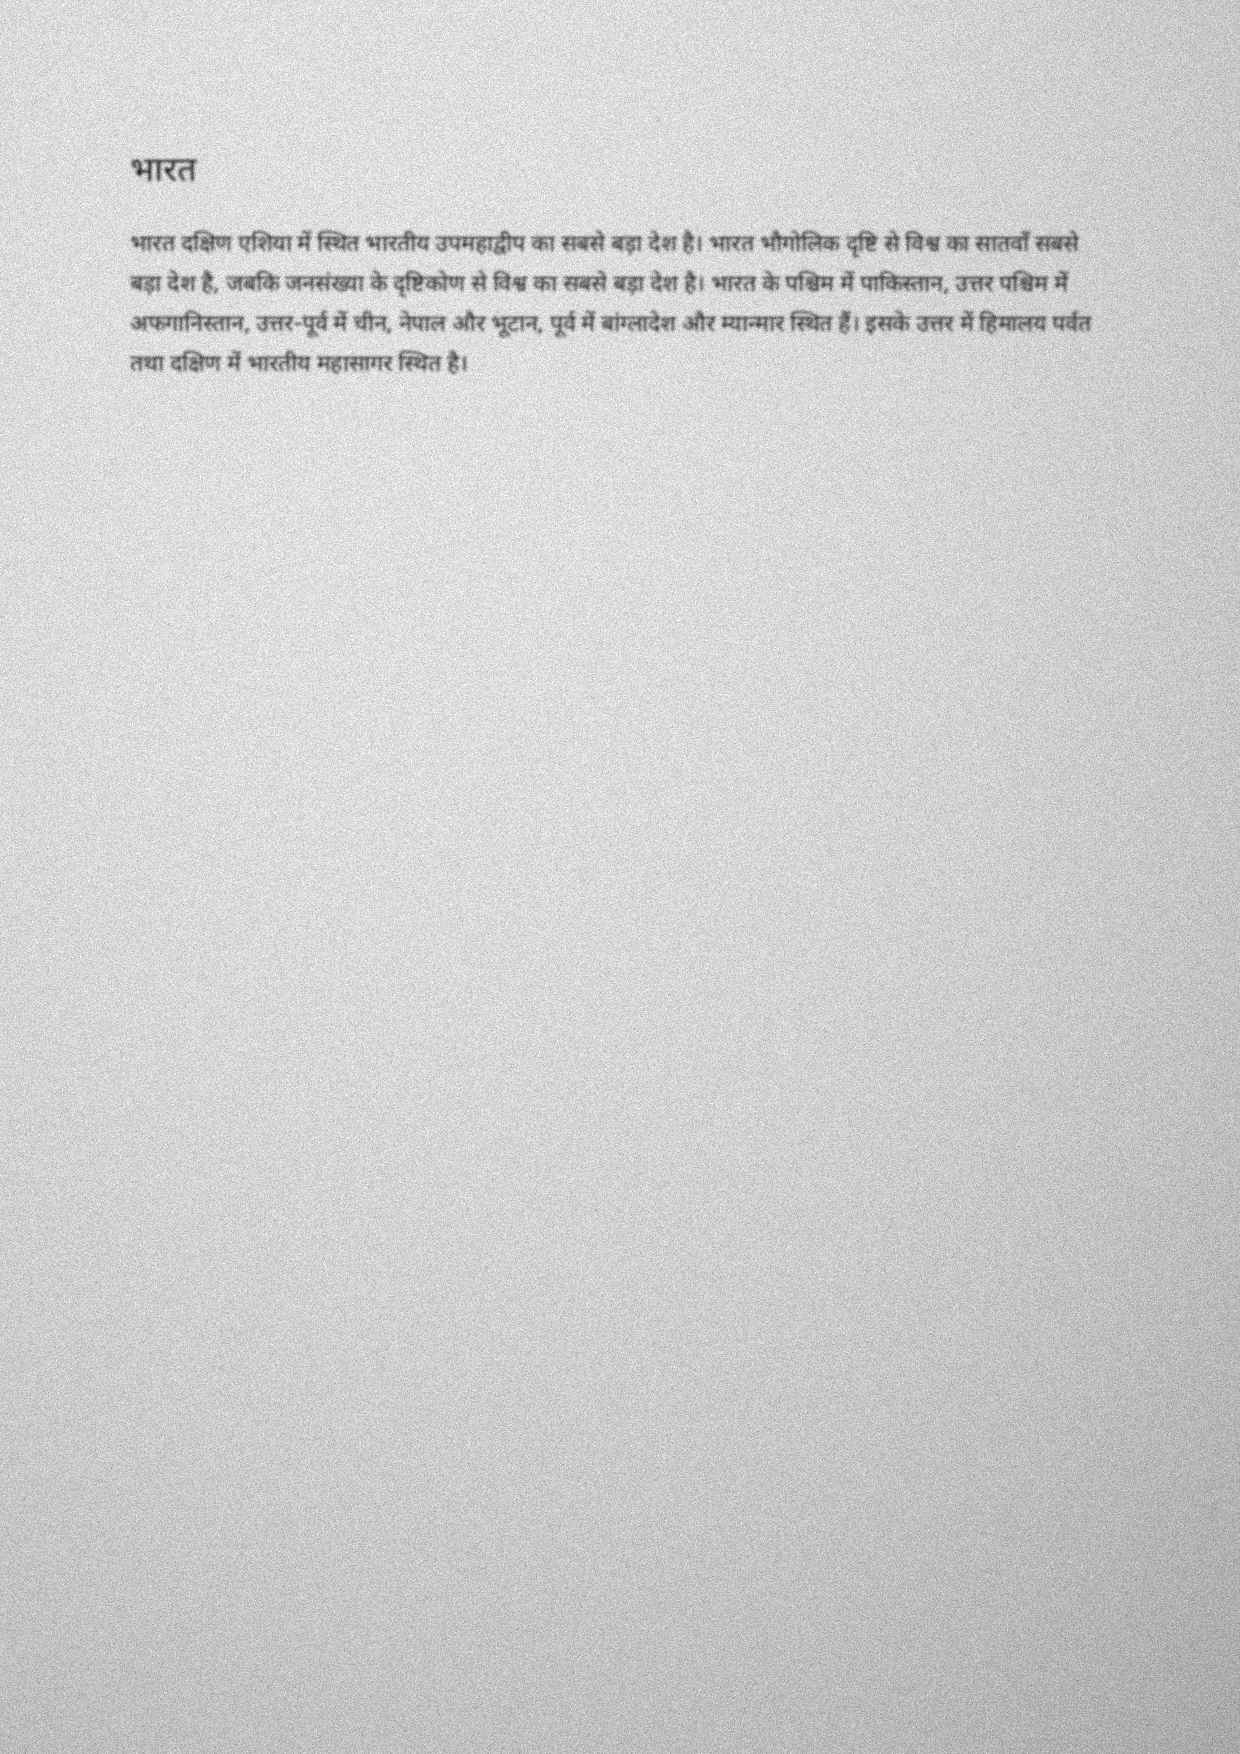 भारत
भारत दक्षिण एशिया में स्थित भारतीय उपमहाद्वीप का सबसे बड़ा देश है। भारत भौगोलिक दृष्टि से विश्व का सातवाँ सबसे
बड़ा देश है, जबकि जनसंख्या के दृष्टिकोण से विश्व का सबसे बड़ा देश है। भारत के पश्चिम में पाकिस्तान, उत्तर पश्चिम में
अफगानिस्तान, उत्तर-पूर्व में चीन, नेपाल और भूटान, पूर्व में बांग्लादेश और म्यान्मार स्थित हैं। इसके उत्तर में हिमालय पर्वत
तथा दक्षिण में भारतीय महासागर स्थित है।